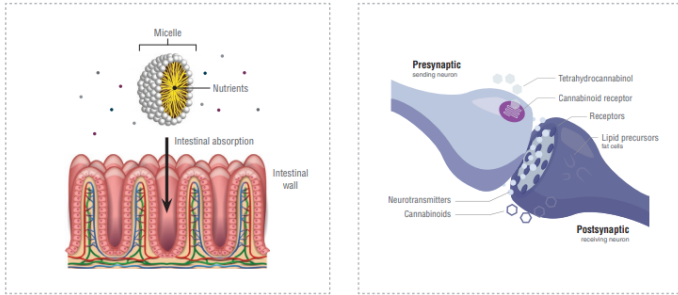 Micelle
Nutrients
Intestinal absorption
Intestinal
wall
Presynaptic
sending neuron
Tetrahydrocannabinol
Cannabinoid receptor
Receptors
Lipid precursors
fat cells
Neurotransmitters
Cannabinoids
Postsynaptic
receiving neuron